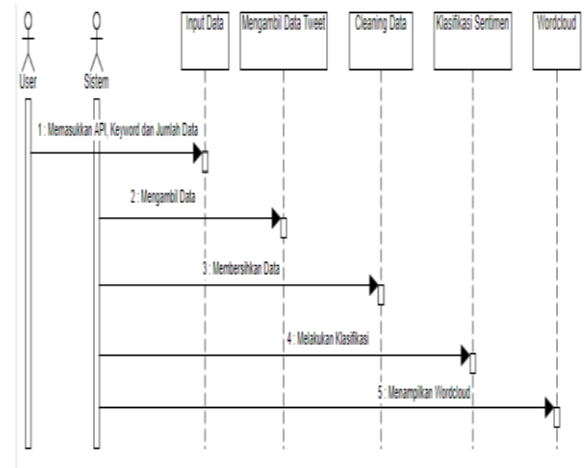 Input Data
Mengambil Data Tweet
Cleaning Data
Klasifikasi Sentimen
Wordcloud
User
Sistem
1 : Memasukkan API, Keyword dan Jumlah Data
2 : Mengambil Data
3 : Membersihkan Data
4 : Melakukan Klasifikasi
5 : Menampilkan Wordcloud